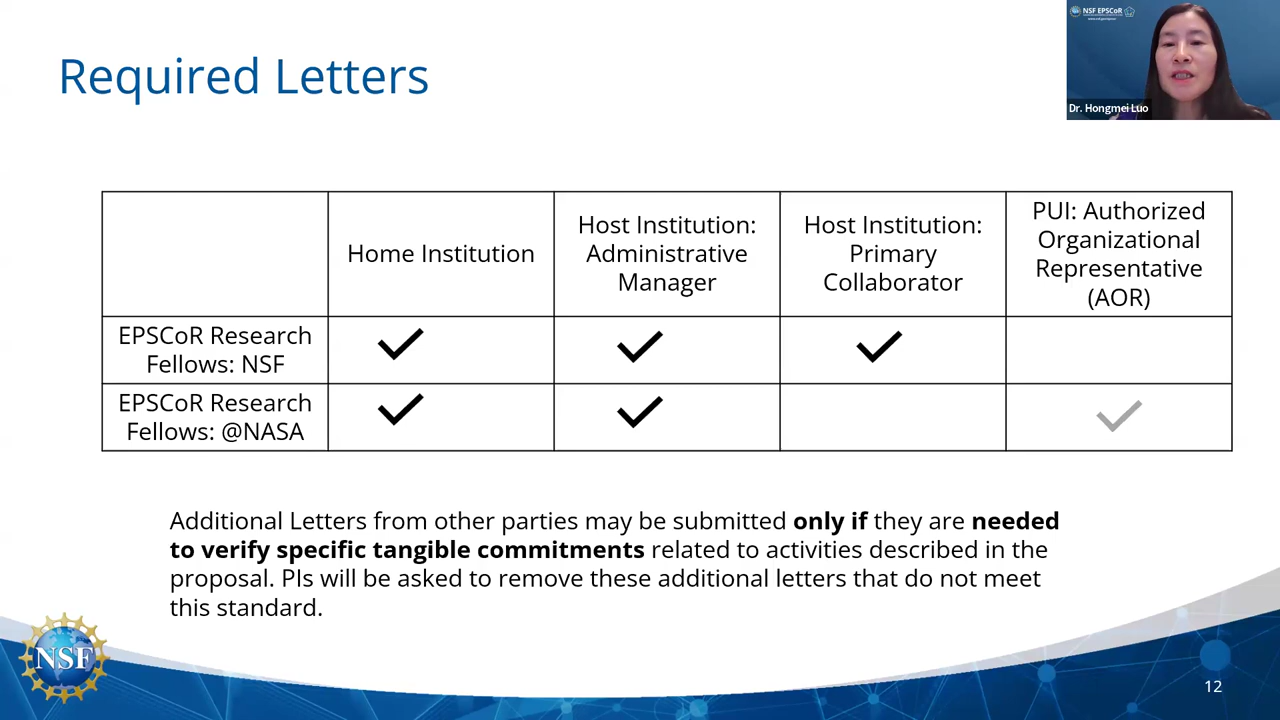 Required Letters
NSF EPSCoR
Dr. Hongmei Luo
Home Institution
Host Institution:
Administrative
Manager
Host Institution:
Primary
Collaborator
PUI: Authorized
Organizational
Representative
(AOR)
EPSCoR Research
Fellows: NSF
EPSCoR Research
Fellows: @NASA
Additional Letters from other parties may be submitted only if they are needed
to verify specific tangible commitments related to activities described in the
proposal. PIs will be asked to remove these additional letters that do not meet
this standard.
NSF
12